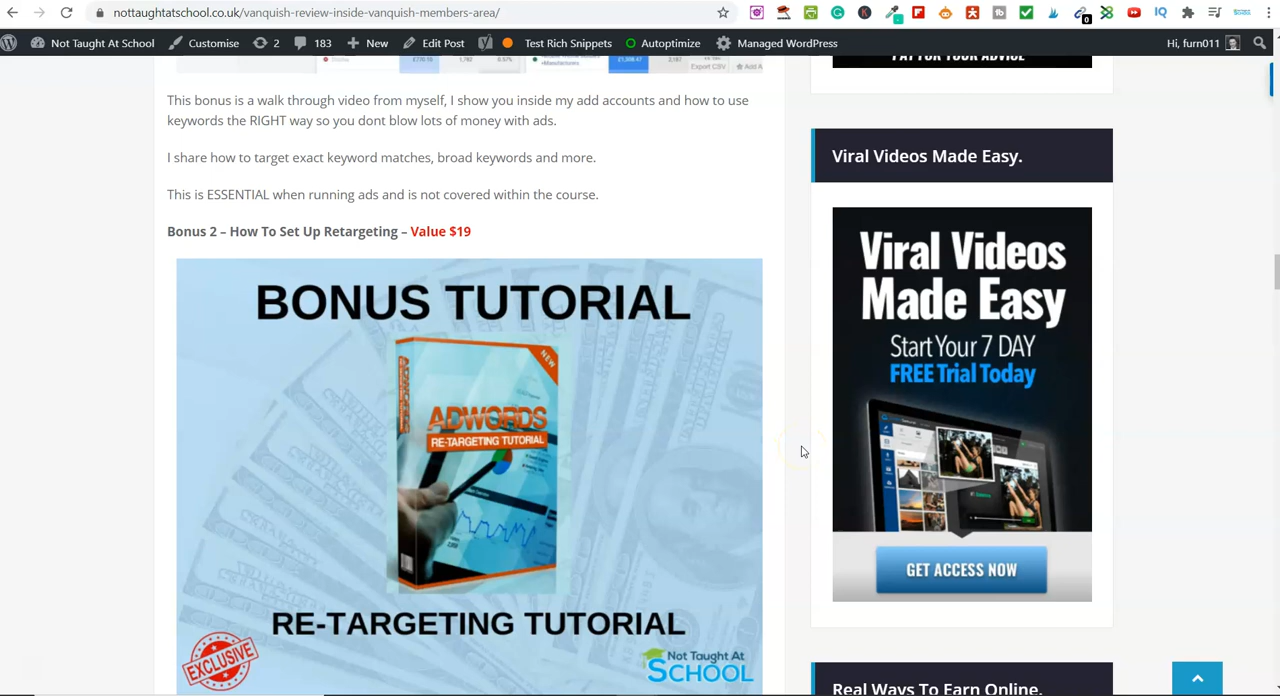 nottaughtatschool.co.uk/vanquish-review-inside-vanquish-members-area/
Not Taught At School Customise 2 183 New Edit Post Test Rich Snippets Autoptimize Managed WordPress Hi, furn011
Export CSV
This bonus is a walk through video from myself, I show you inside my add accounts and how to use
keywords the RIGHT way so you dont blow lots of money with ads.
I share how to target exact keyword matches, broad keywords and more.
This is ESSENTIAL when running ads and is not covered within the course.
Bonus 2 – How To Set Up Retargeting – Value $19
BONUS TUTORIAL
NEW
ADWORDS
RE-TARGETING TUTORIAL
RE-TARGETING TUTORIAL
EXCLUSIVE
Not Taught At
SCHOOL
PAY FOR YOUR ADVICE
Viral Videos Made Easy.
Viral Videos
Made Easy
Start Your 7 DAY
FREE Trial Today
GET ACCESS NOW
Real Ways To Earn Online.